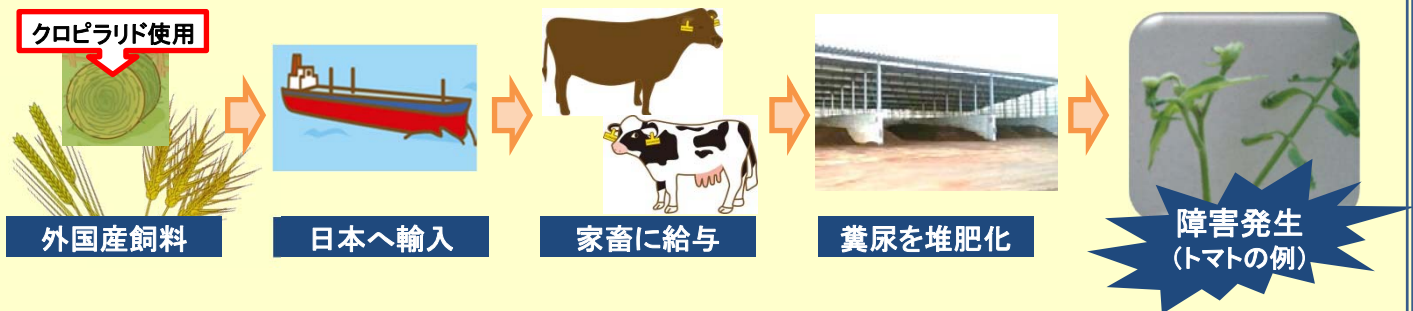 クロピラリド使用
外国産飼料
日本へ輸入
家畜に給与
糞尿を堆肥化
障害発生
（トマトの例）